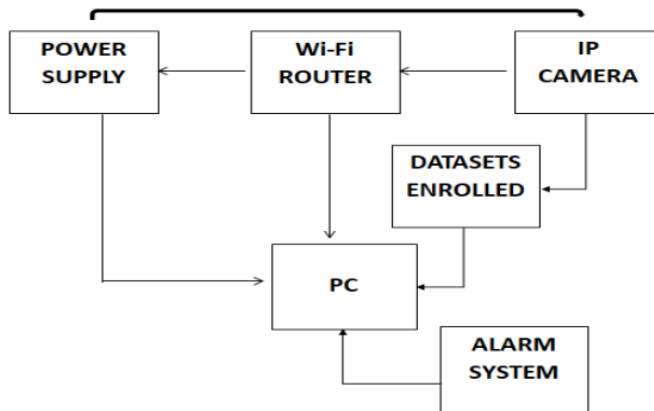 POWER
SUPPLY
Wi-Fi
ROUTER
IP
CAMERA
DATASETS
ENROLLED
PC
ALARM
SYSTEM